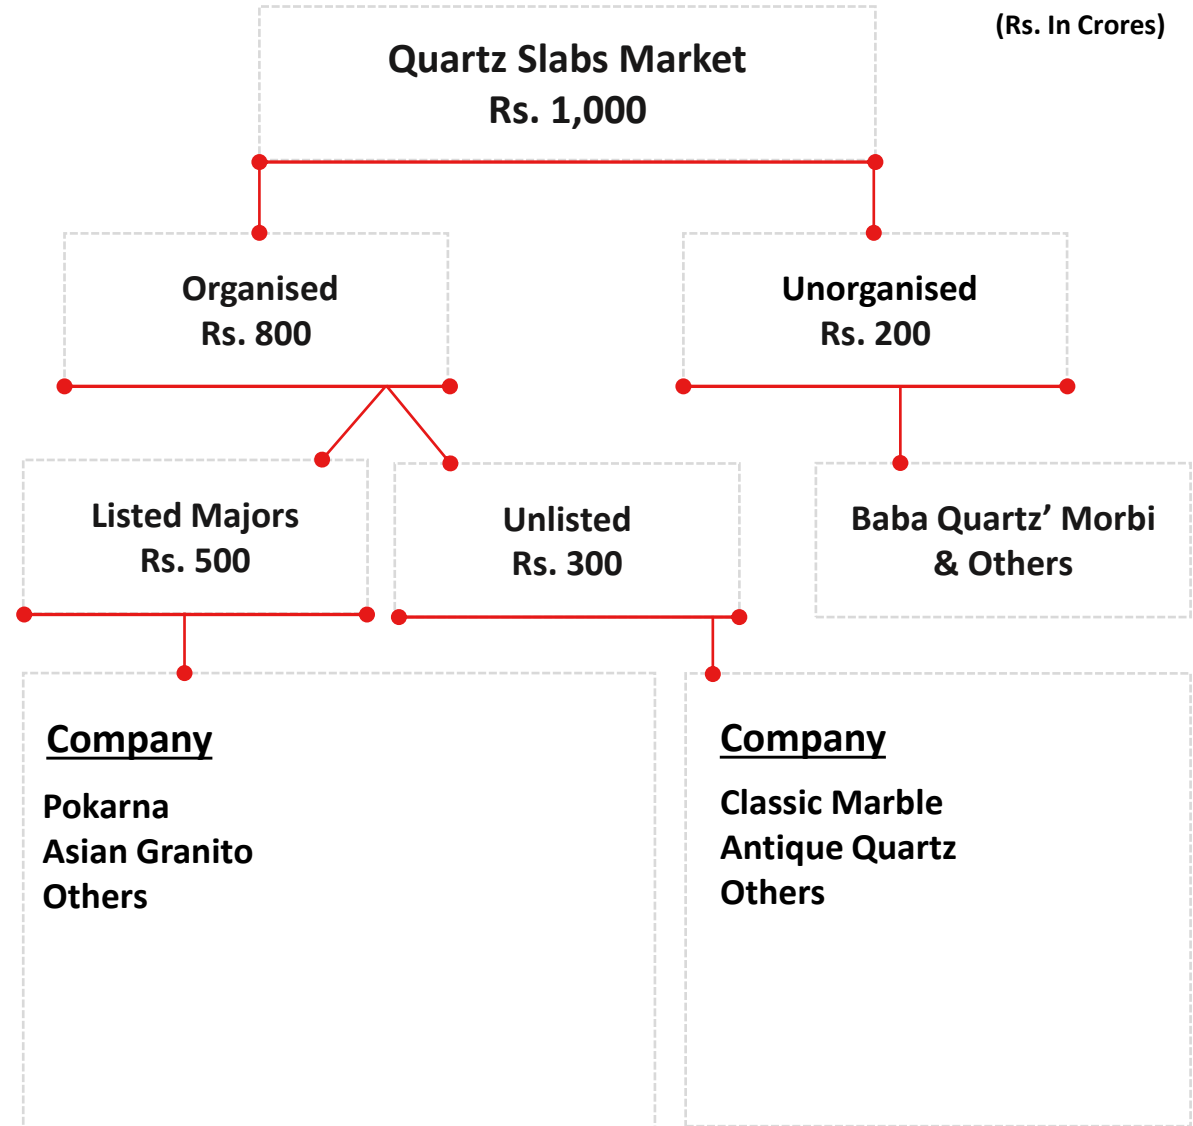 (Rs. In Crores)
Quartz Slabs Market
Rs. 1,000
Organised
Rs. 800
Unorganised
Rs. 200
Listed Majors
Rs. 500
Unlisted
Rs. 300
Baba Quartz’ Morbi
& Others
Company
Pokarna
Asian Granito
Others
Company
Classic Marble
Antique Quartz
Others